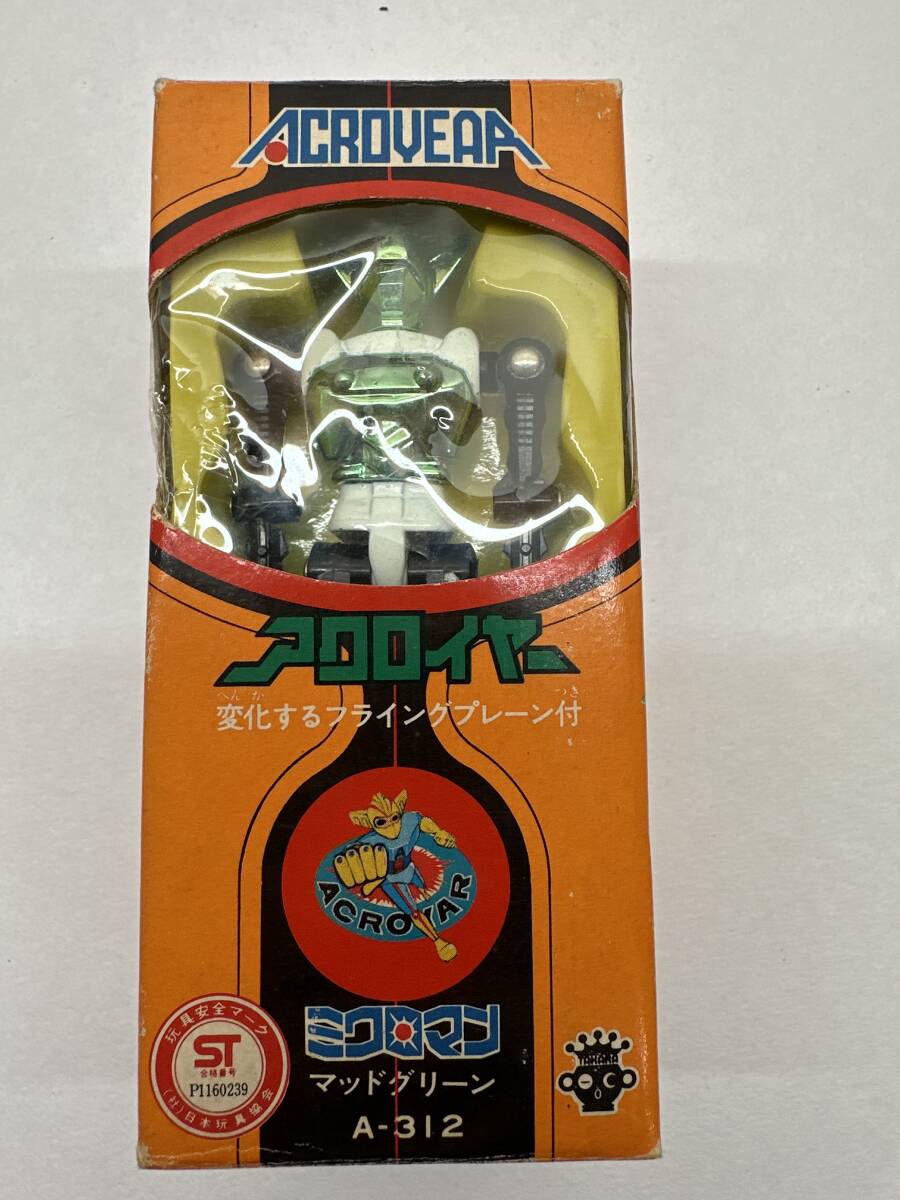 ACROYEAR
アクロイヤー
へんか つき
変化するフライングプレーン付
A
ACROYAR
ミクロマン
マッドグリーン
A-312
玩具安全マーク
ST
合格番号
P1160239
(社)日本玩具協会
TAKARA